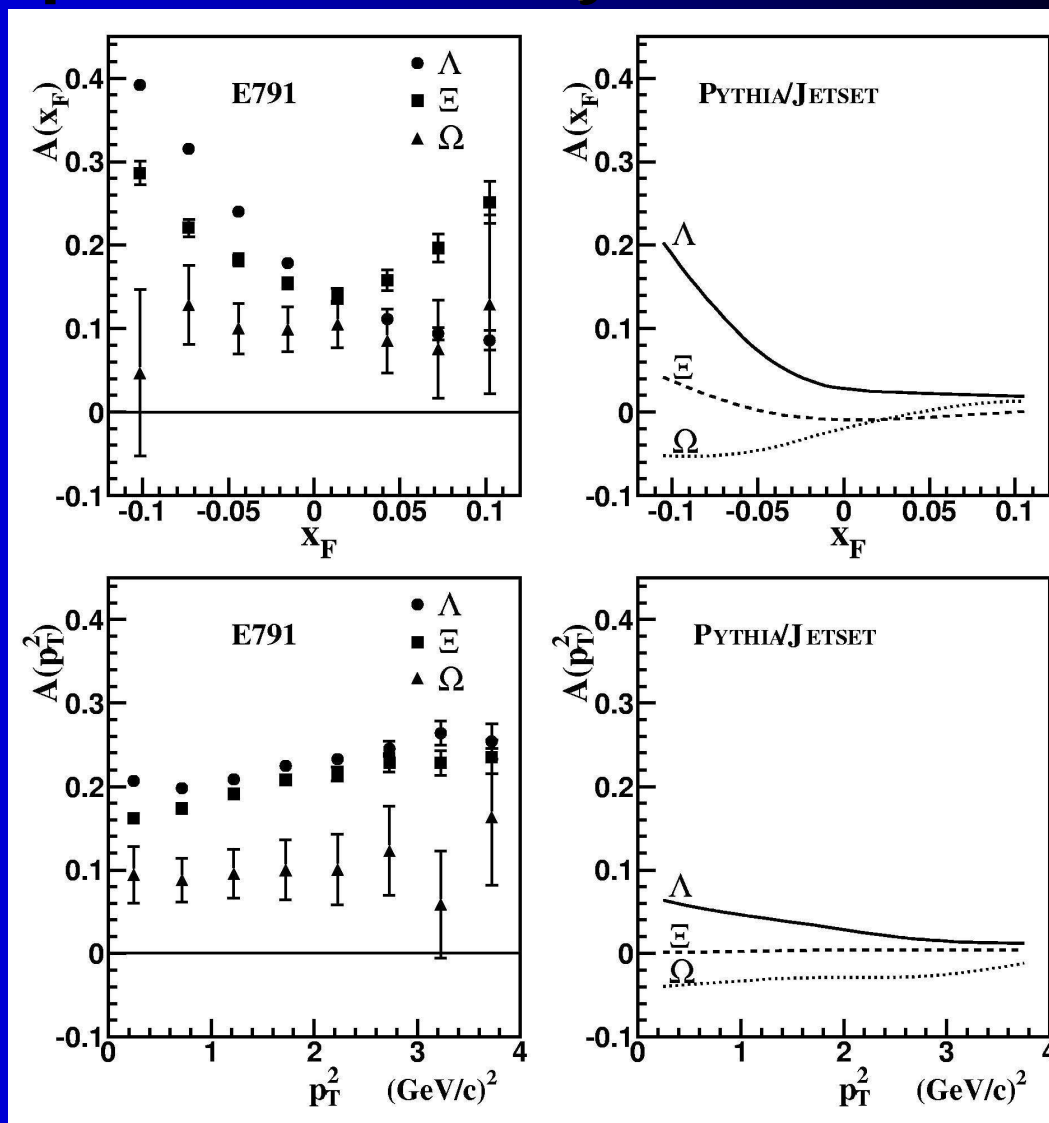 0.4
0.3
0.2
0.1
0
-0.1
A(x_F)
E791
Λ
Ξ
Ω
-0.1 -0.05 0 0.05 0.1
x_F
0.4
0.3
0.2
0.1
0
-0.1
A(x_F)
PYTHIA/JETSET
Λ
Ξ
Ω
-0.1 -0.05 0 0.05 0.1
x_F
0.4
0.3
0.2
0.1
0
-0.1
A(p_T^2)
E791
Λ
Ξ
Ω
0 1 2 3 4
p_T^2 (GeV/c)^2
0.4
0.3
0.2
0.1
0
-0.1
A(p_T^2)
PYTHIA/JETSET
Λ
Ξ
Ω
0 1 2 3 4
p_T^2 (GeV/c)^2